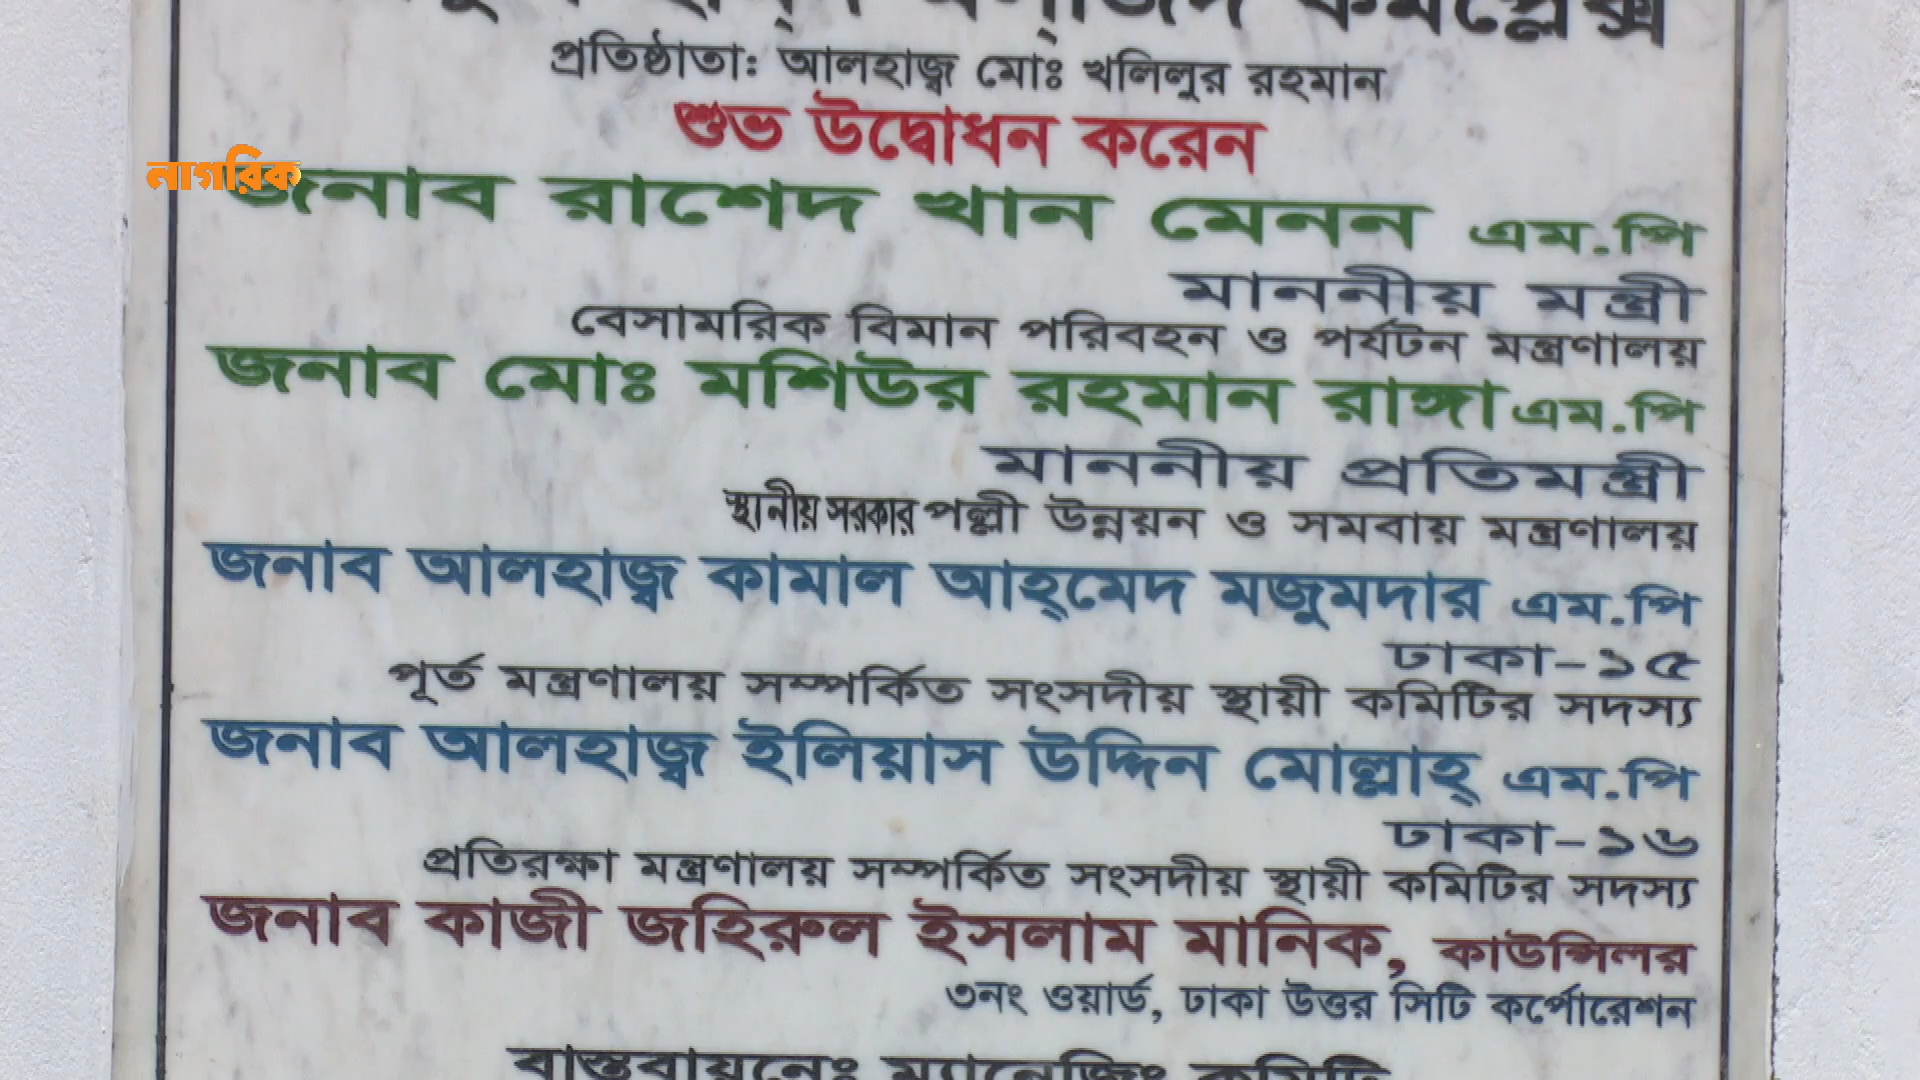 মসজিদ কমপ্লেক্স
প্রতিষ্ঠাতা: আলহাজ্ব মোঃ খলিলুর রহমান
শুভ উদ্বোধন করেন
নাগরিক
জনাব রাশেদ খান মেনন এম.পি
মাননীয় মন্ত্রী
বেসামরিক বিমান পরিবহন ও পর্যটন মন্ত্রণালয়
জনাব মোঃ মশিউর রহমান রাঙ্গা এম.পি
মাননীয় প্রতিমন্ত্রী
স্থানীয় সরকার পল্লী উন্নয়ন ও সমবায় মন্ত্রণালয়
জনাব আলহাজ্ব কামাল আহ্‌মেদ মজুমদার এম.পি
ঢাকা-১৫
পূর্ত মন্ত্রণালয় সম্পর্কিত সংসদীয় স্থায়ী কমিটির সদস্য
জনাব আলহাজ্ব ইলিয়াস উদ্দিন মোল্লাহ্ এম.পি
ঢাকা-১৬
প্রতিরক্ষা মন্ত্রণালয় সম্পর্কিত সংসদীয় স্থায়ী কমিটির সদস্য
জনাব কাজী জহিরুল ইসলাম মানিক, কাউন্সিলর
৩নং ওয়ার্ড, ঢাকা উত্তর সিটি কর্পোরেশন
বাস্তবায়নেঃ ম্যানেজিং কমিটি